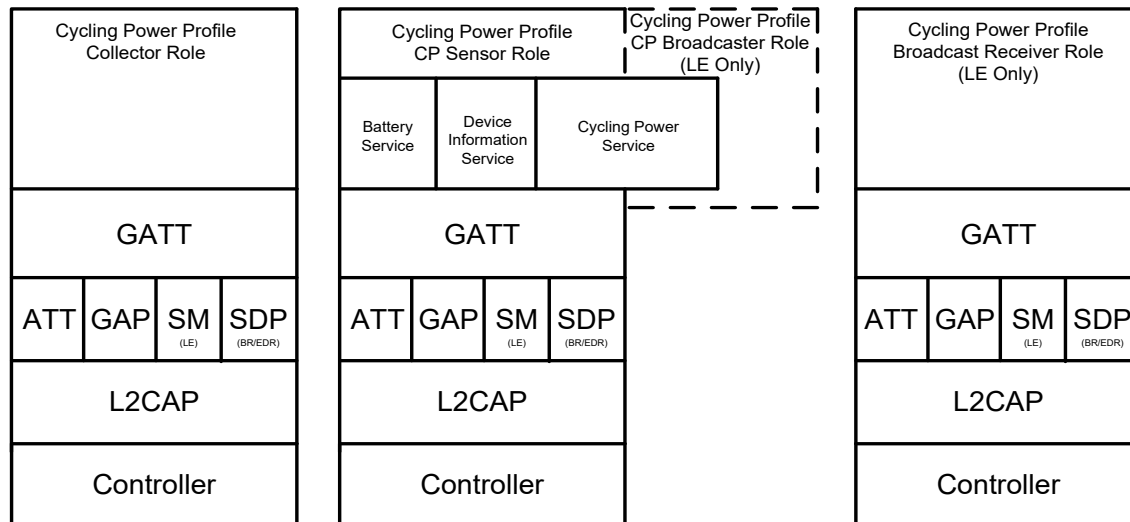 Cycling Power Profile
Collector Role
GATT
ATT
GAP
SM
(LE)
SDP
(BR/EDR)
L2CAP
Controller
Cycling Power Profile
CP Sensor Role
Cycling Power Profile
CP Broadcaster Role
(LE Only)
Battery
Service
Device
Information
Service
Cycling Power
Service
GATT
ATT
GAP
SM
(LE)
SDP
(BR/EDR)
L2CAP
Controller
Cycling Power Profile
Broadcast Receiver Role
(LE Only)
GATT
ATT
GAP
SM
(LE)
SDP
(BR/EDR)
L2CAP
Controller